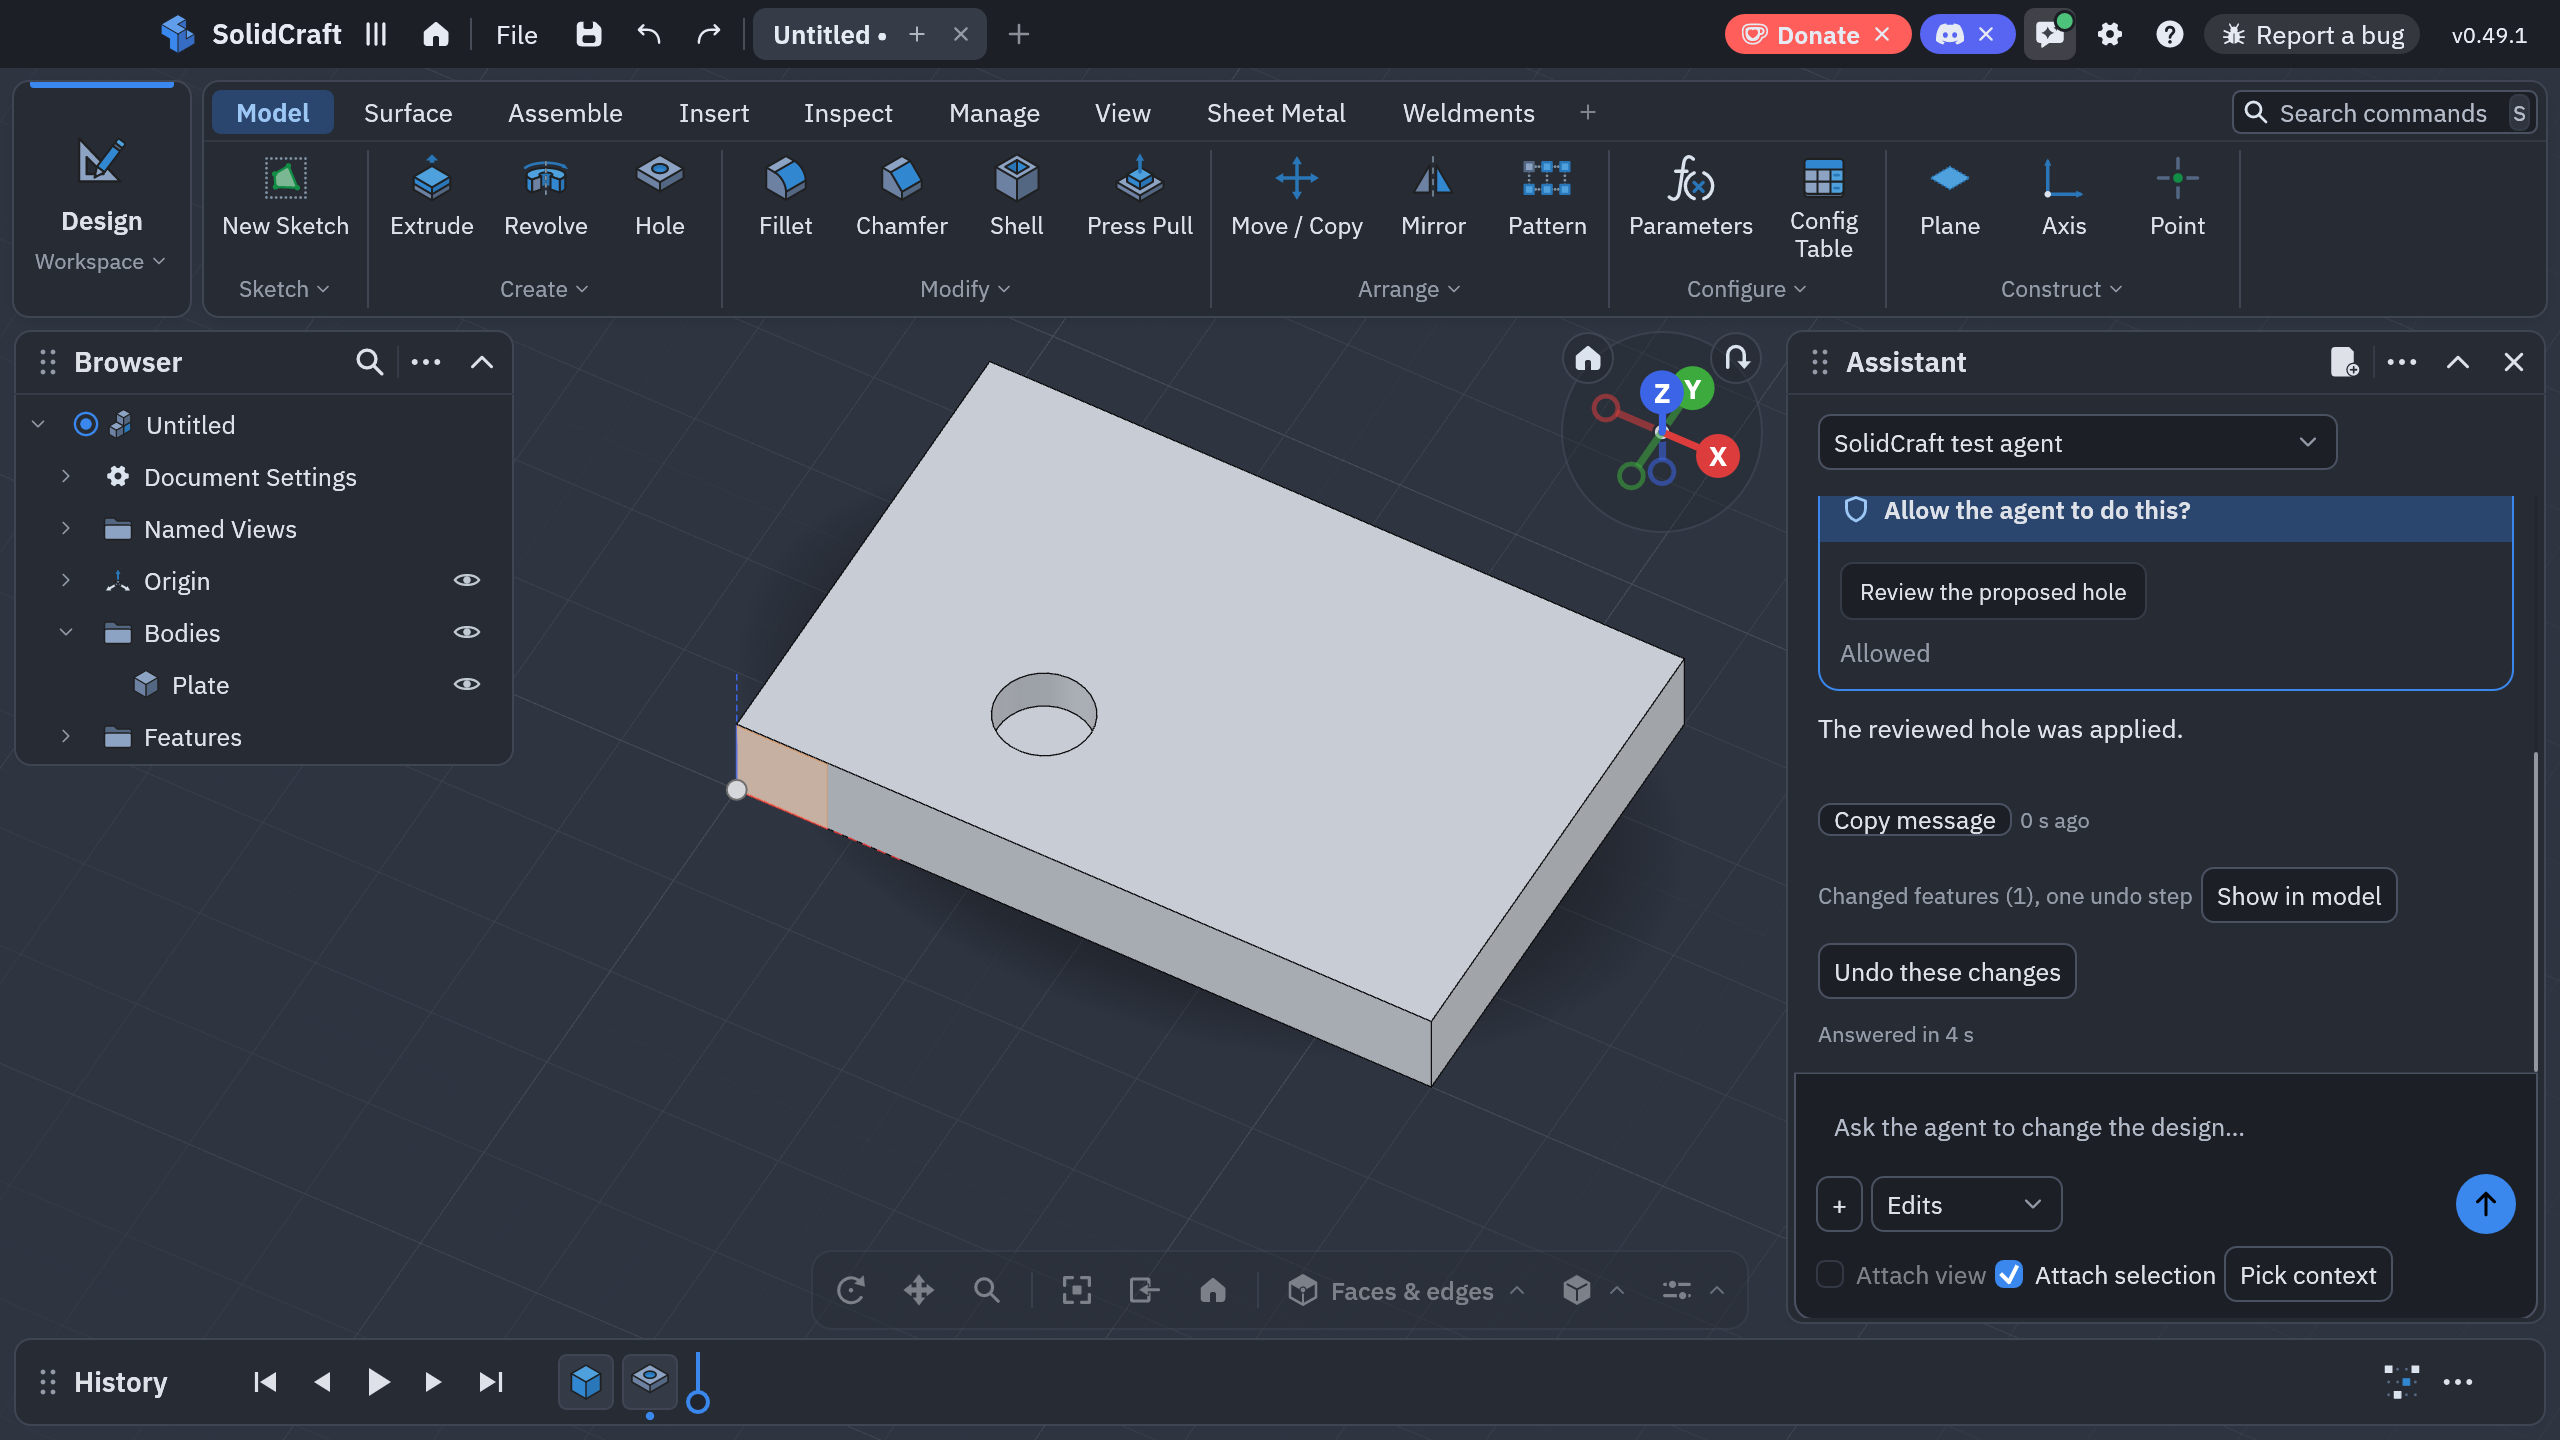 SolidCraft
File
Untitled •
Donate
Report a bug
v0.49.1
Design
Workspace
Model
Surface
Assemble
Insert
Inspect
Manage
View
Sheet Metal
Weldments
Search commands
S
New Sketch
Extrude
Revolve
Hole
Fillet
Chamfer
Shell
Press Pull
Move / Copy
Mirror
Pattern
Parameters
Config
Table
Plane
Axis
Point
Sketch
Create
Modify
Arrange
Configure
Construct
Browser
Untitled
Document Settings
Named Views
Origin
Bodies
Plate
Features
Z
Y
X
Assistant
SolidCraft test agent
Allow the agent to do this?
Review the proposed hole
Allowed
The reviewed hole was applied.
Copy message
0 s ago
Changed features (1), one undo step
Show in model
Undo these changes
Answered in 4 s
Ask the agent to change the design...
+
Edits
Attach view
Attach selection
Pick context
Faces & edges
History